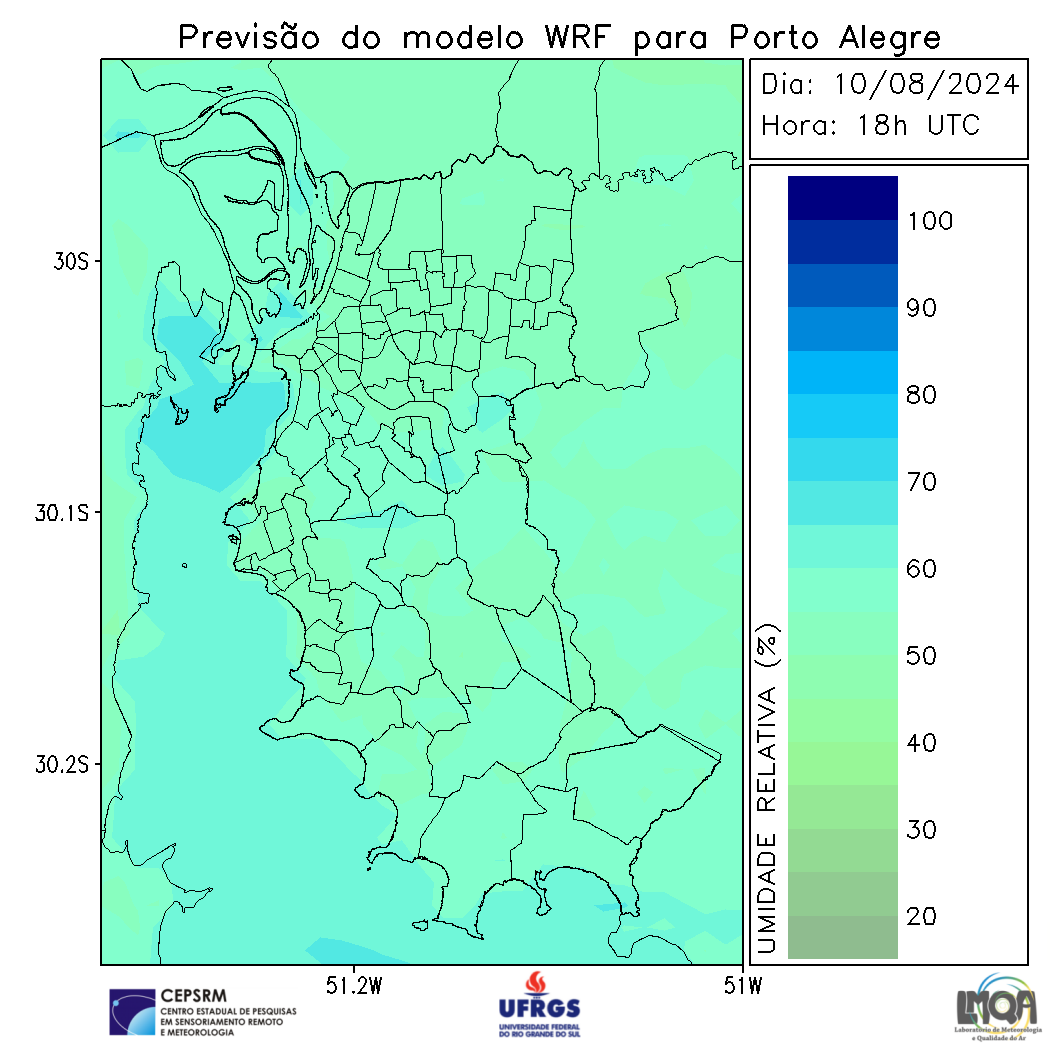 Previsão do modelo WRF para Porto Alegre
Dia: 10/08/2024
Hora: 18h UTC
30S
30.1S
30.2S
51.2W
51W
100
90
80
70
60
50
40
30
20
UMIDADE RELATIVA (%)
CEPSRM
CENTRO ESTADUAL DE PESQUISAS
EM SENSORIAMENTO REMOTO
E METEOROLOGIA
UFRGS
UNIVERSIDADE FEDERAL
DO RIO GRANDE DO SUL
LMQA
Laboratório de Meteorologia
e Qualidade do Ar